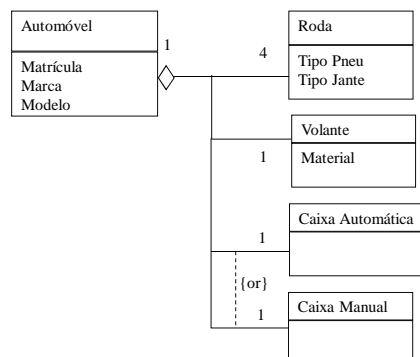 Automóvel
Matrícula
Marca
Modelo
1
4
Roda
Tipo Pneu
Tipo Jante
Volante
Material
1
Caixa Automática
1
{or}
Caixa Manual
1